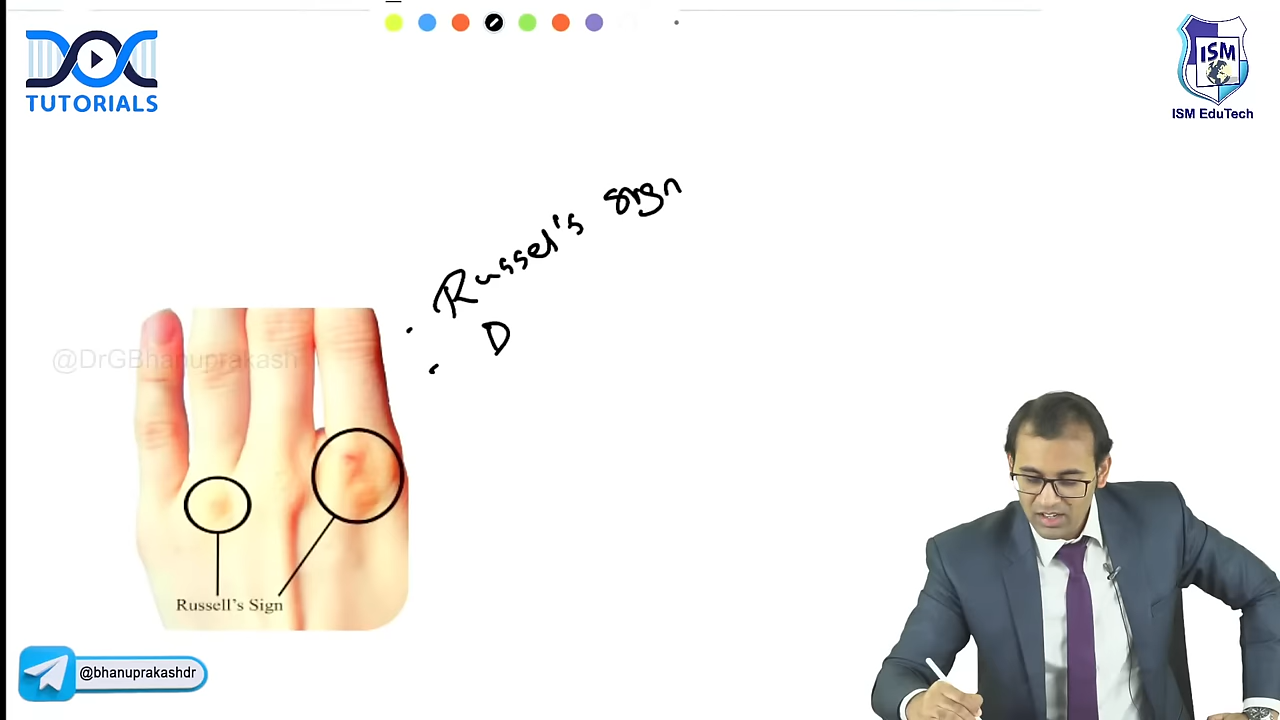 TUTORIALS
ISM
ISM EduTech
Russel's sign
D
@DrGBhanuprakash
Russell's Sign
@bhanuprakashdr